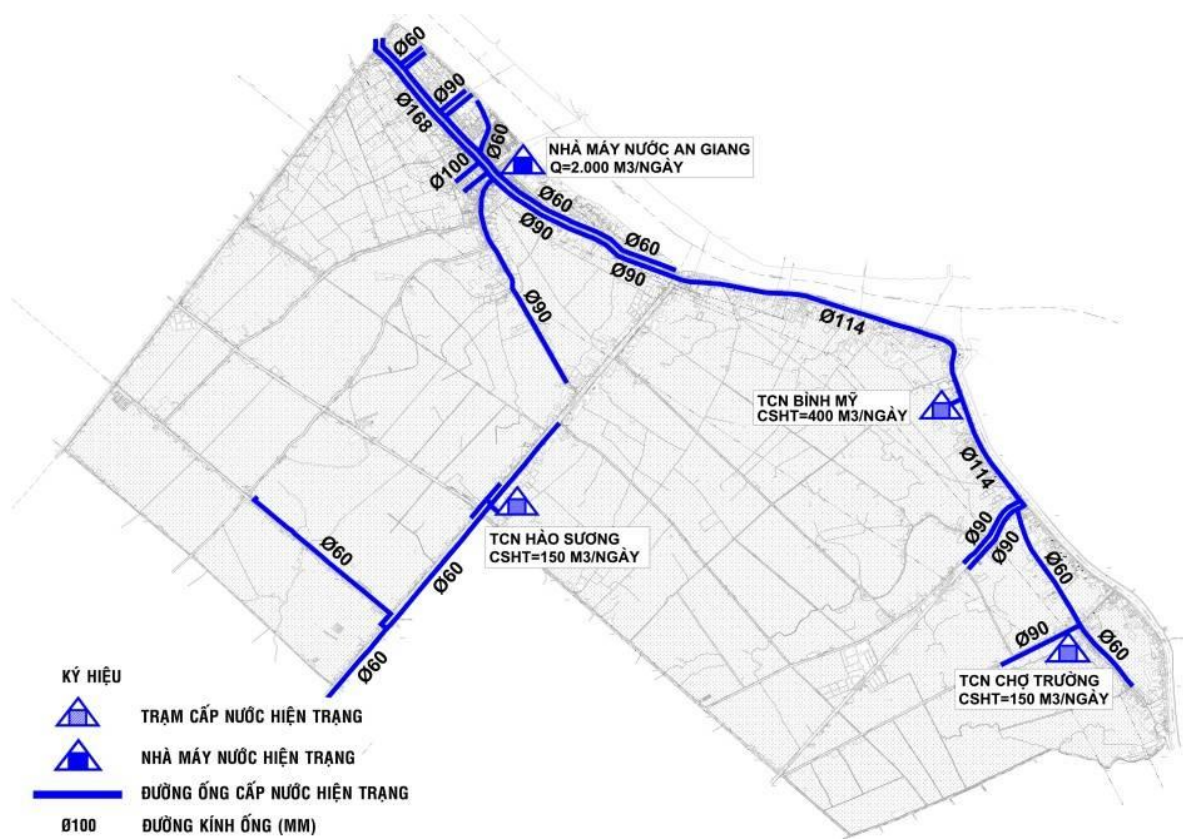 Ø60
Ø90
Ø168
Ø60
Ø100
NHÀ MÁY NƯỚC AN GIANG
Q=2.000 M3/NGÀY
Ø60
Ø90
Ø60
Ø90
Ø90
Ø114
TCN BÌNH MỸ
CSHT=400 M3/NGÀY
Ø114
TCN HÀO SƯƠNG
CSHT=150 M3/NGÀY
Ø90
Ø90
Ø60
Ø60
Ø60
Ø90
Ø60
Ø60
TCN CHỢ TRƯỜNG
CSHT=150 M3/NGÀY
KÝ HIỆU
TRẠM CẤP NƯỚC HIỆN TRẠNG
NHÀ MÁY NƯỚC HIỆN TRẠNG
ĐƯỜNG ỐNG CẤP NƯỚC HIỆN TRẠNG
Ø100 ĐƯỜNG KÍNH ỐNG (MM)